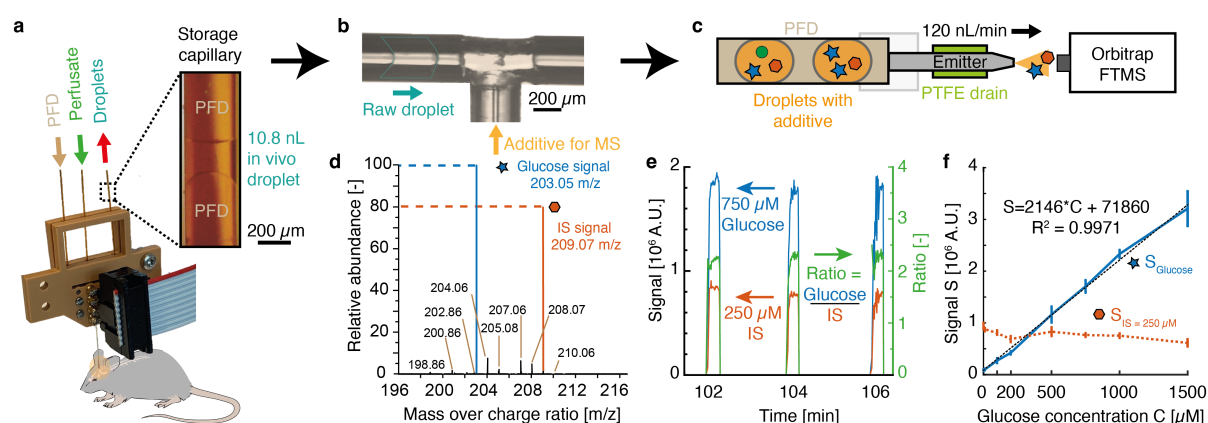 a
Storage
capillary
PFD
Perfusate
Droplets
PFD
10.8 nL
in vivo
droplet
PFD
200 µm
b
Raw droplet
200 µm
Additive for MS
c
PFD
120 nL/min
Emitter
Orbitrap
FTMS
PTFE drain
Droplets with
additive
d
Relative abundance [-]
100
80
60
40
20
0
Glucose signal
203.05 m/z
IS signal
209.07 m/z
204.06
202.86
200.86
198.86
207.06
205.08
208.07
210.06
196
200
204
208
212
216
Mass over charge ratio [m/z]
e
Signal [10⁶ A.U.]
2
1
0
750 µM
Glucose
250 µM
IS
Ratio =
Glucose
IS
4
3
2
1
0
Ratio [-]
102
104
106
Time [min]
f
Signal S [10⁶ A.U.]
4
3
2
1
0
S=2146*C + 71860
R² = 0.9971
S Glucose
S IS = 250 µM
0
200
500
1000
1500
Glucose concentration C [µM]